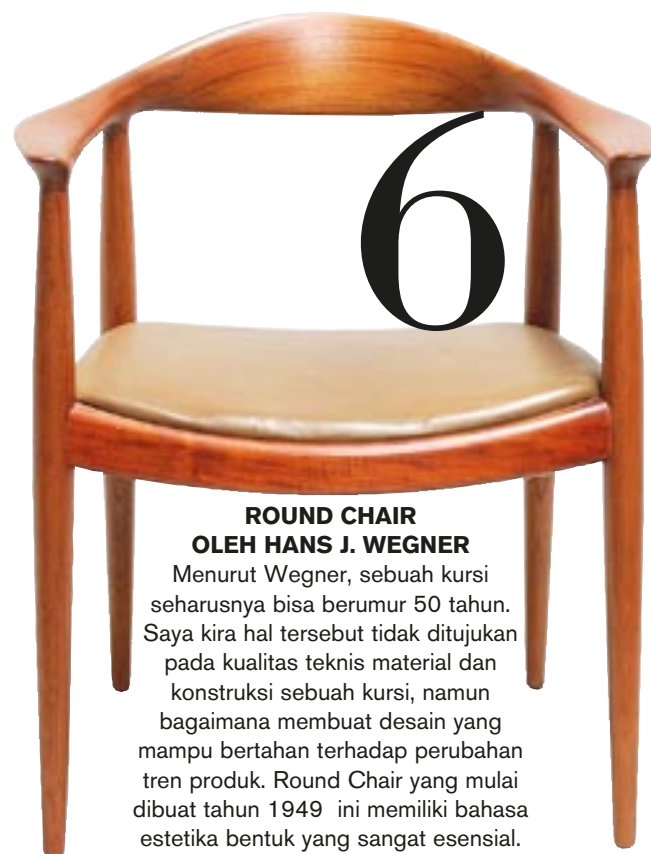 6
ROUND CHAIR
OLEH HANS J. WEGNER
Menurut Wegner, sebuah kursi
seharusnya bisa berumur 50 tahun.
Saya kira hal tersebut tidak ditujukan
pada kualitas teknis material dan
konstruksi sebuah kursi, namun
bagaimana membuat desain yang
mampu bertahan terhadap perubahan
tren produk. Round Chair yang mulai
dibuat tahun 1949  ini memiliki bahasa
estetika bentuk yang sangat esensial.